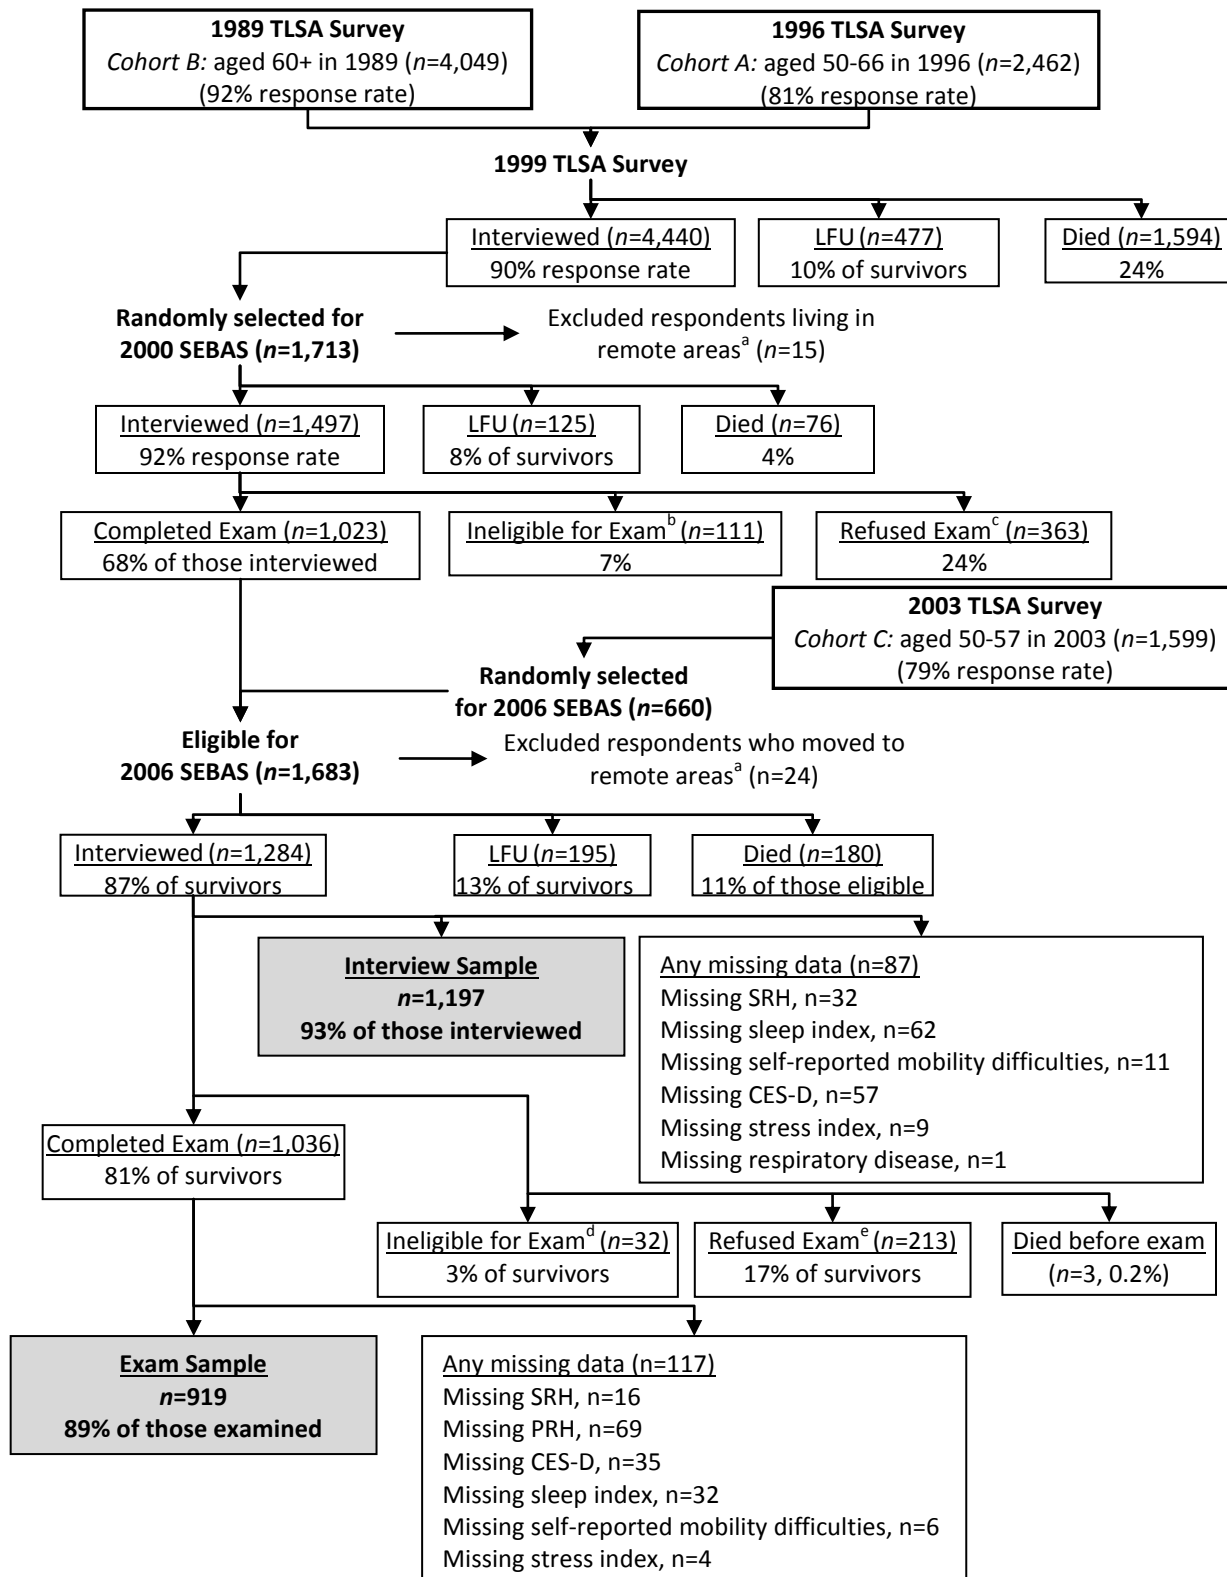 1989 TLSA Survey
Cohort B: aged 60+ in 1989 (n=4,049)
(92% response rate)
1996 TLSA Survey
Cohort A: aged 50-66 in 1996 (n=2,462)
(81% response rate)
1999 TLSA Survey
Interviewed (n=4,440)
90% response rate
LFU (n=477)
10% of survivors
Died (n=1,594)
24%
Randomly selected for
2000 SEBAS (n=1,713)
Excluded respondents living in
remote areasa (n=15)
Interviewed (n=1,497)
92% response rate
LFU (n=125)
8% of survivors
Died (n=76)
4%
Completed Exam (n=1,023)
68% of those interviewed
Ineligible for Examb (n=111)
7%
Refused Examc (n=363)
24%
2003 TLSA Survey
Cohort C: aged 50-57 in 2003 (n=1,599)
(79% response rate)
Randomly selected
for 2006 SEBAS (n=660)
Eligible for
2006 SEBAS (n=1,683)
Excluded respondents who moved to
remote areasa (n=24)
Interviewed (n=1,284)
87% of survivors
LFU (n=195)
13% of survivors
Died (n=180)
11% of those eligible
Interview Sample
n=1,197
93% of those interviewed
Any missing data (n=87)
Missing SRH, n=32
Missing sleep index, n=62
Missing self-reported mobility difficulties, n=11
Missing CES-D, n=57
Missing stress index, n=9
Missing respiratory disease, n=1
Completed Exam (n=1,036)
81% of survivors
Ineligible for Examd (n=32)
3% of survivors
Refused Exame (n=213)
17% of survivors
Died before exam
(n=3, 0.2%)
Exam Sample
n=919
89% of those examined
Any missing data (n=117)
Missing SRH, n=16
Missing PRH, n=69
Missing CES-D, n=35
Missing sleep index, n=32
Missing self-reported mobility difficulties, n=6
Missing stress index, n=4